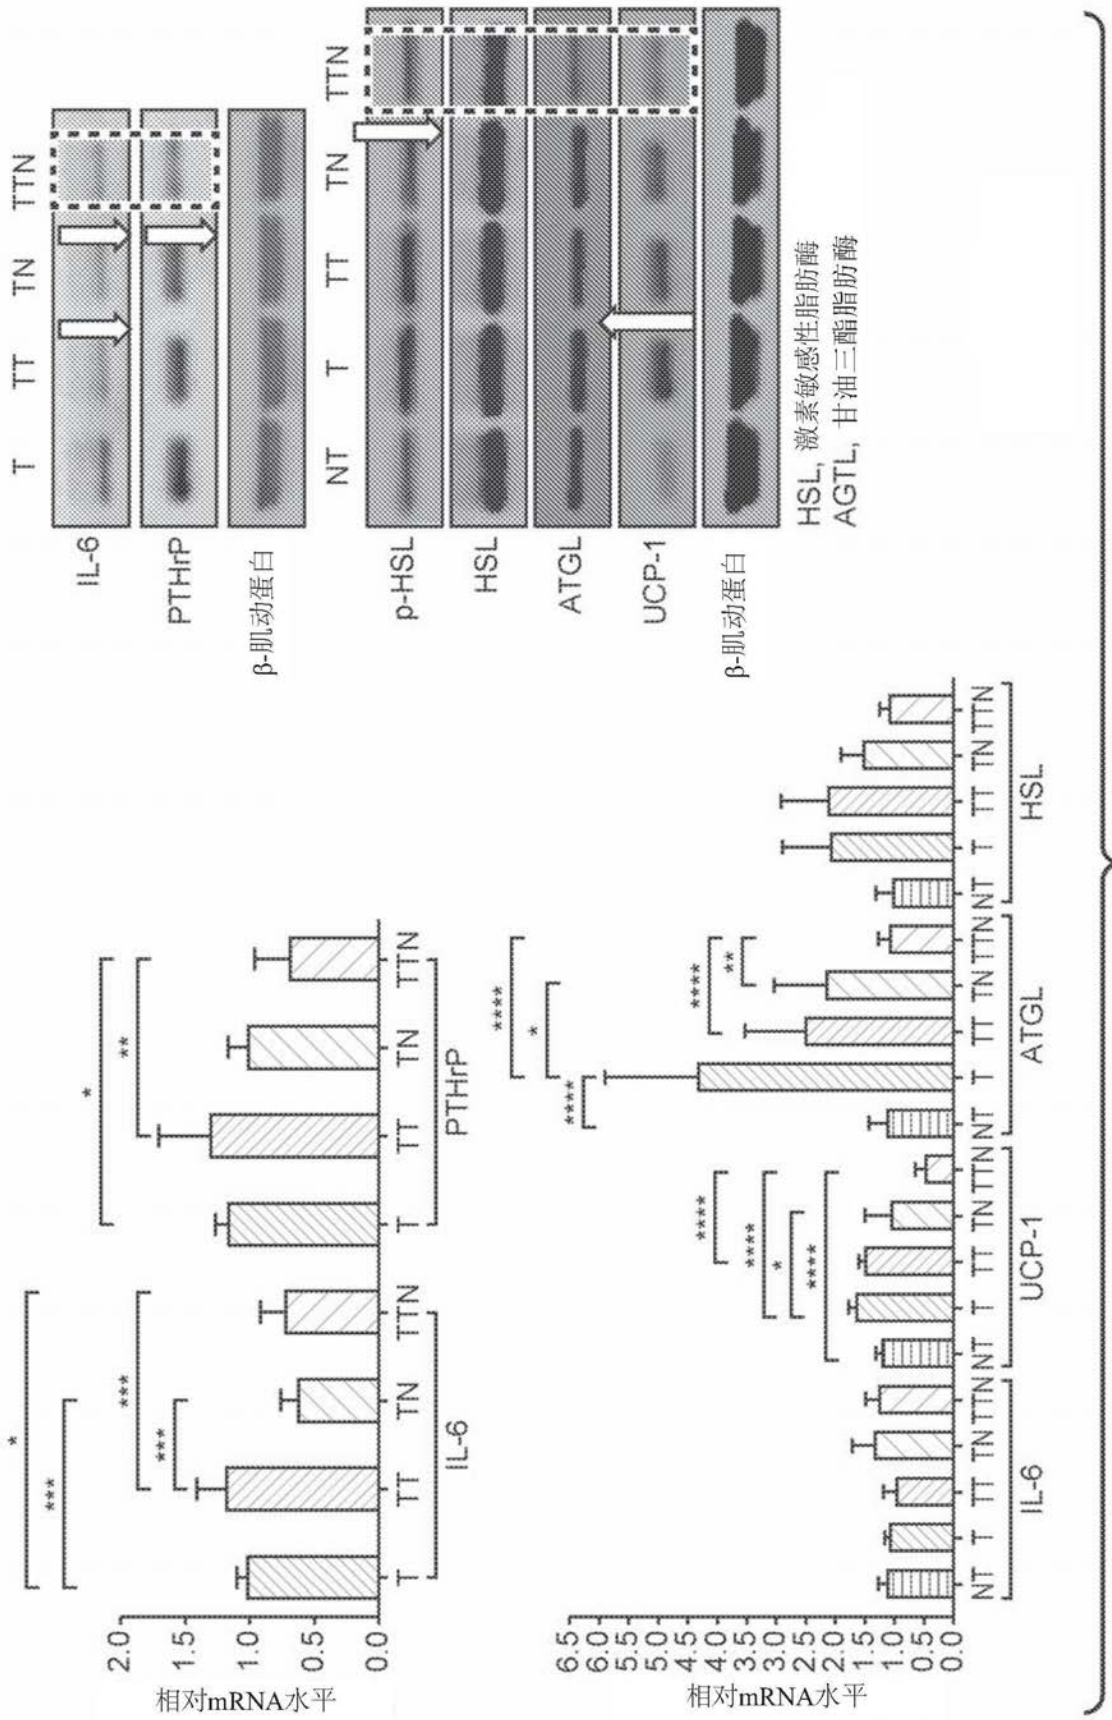 相对mRNA水平
2.0
1.5
1.0
0.5
0.0
* *
*** ***
*** **
T TT TN TTN T TT TN TTN
IL-6 PTHrP
相对mRNA水平
6.5
6.0
5.5
5.0
4.5
4.0
3.5
3.0
2.5
2.0
1.5
1.0
0.5
0.0
****
****
*
****
****
*
****
****
**
NT T TT TN TTN NT T TT TN TTN NT T TT TN TTN NT T TT TN TTN
IL-6 UCP-1 ATGL HSL
T TT TN TTN
IL-6
PTHrP
β-肌动蛋白
NT T TT TN TTN
p-HSL
HSL
ATGL
UCP-1
β-肌动蛋白
HSL, 激素敏感性脂肪酶
AGTL, 甘油三酯脂肪酶